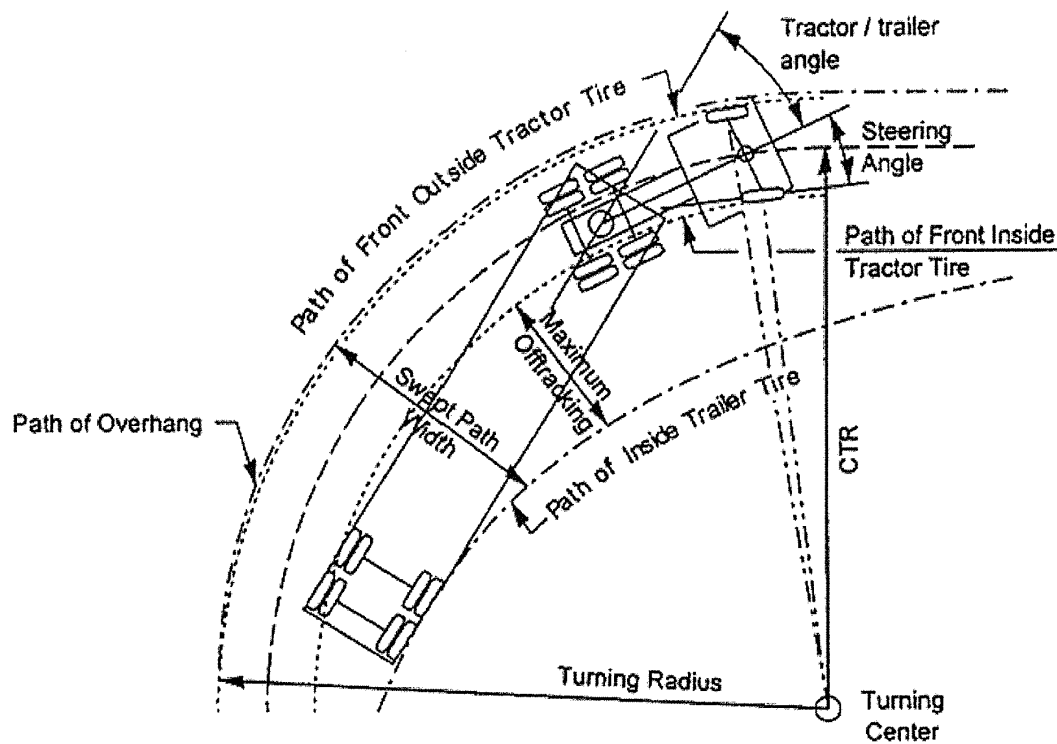 Tractor / trailer
angle
Path of Front Outside Tractor Tire
Steering
Angle
Path of Front Inside
Tractor Tire
Maximum
Offtracking
Swept Path
Width
Path of Overhang
Path of Inside Trailer Tire
CTR
Turning Radius
Turning
Center